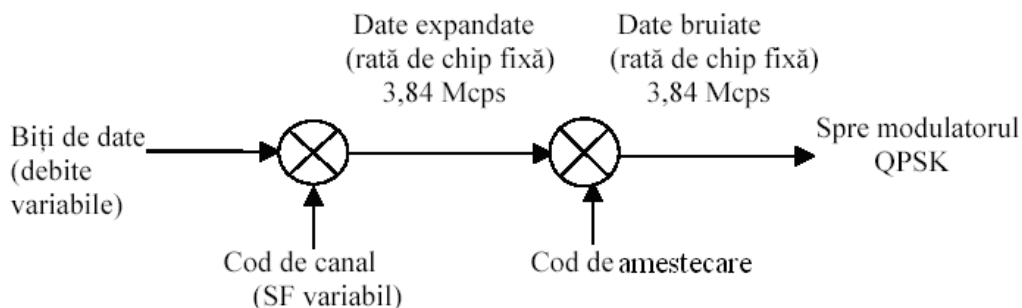 Date expandate
(rată de chip fixă)
3,84 Mcps
Date bruiate
(rată de chip fixă)
3,84 Mcps
Biți de date
(debite
variabile)
Spre modulatorul
QPSK
Cod de canal
(SF variabil)
Cod de amestecare